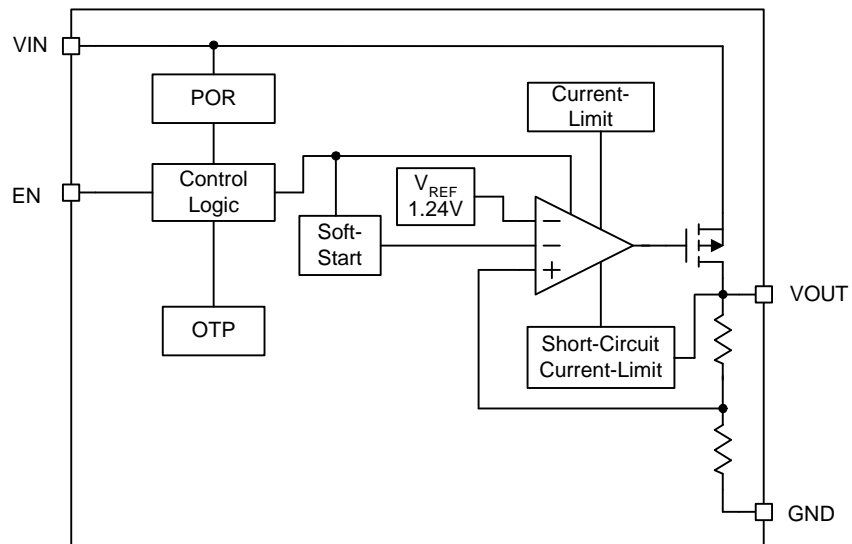 VIN
POR
Current-
Limit
EN
Control
Logic
VREF
1.24V
Soft-
Start
−
−
+
VOUT
OTP
Short-Circuit
Current-Limit
GND